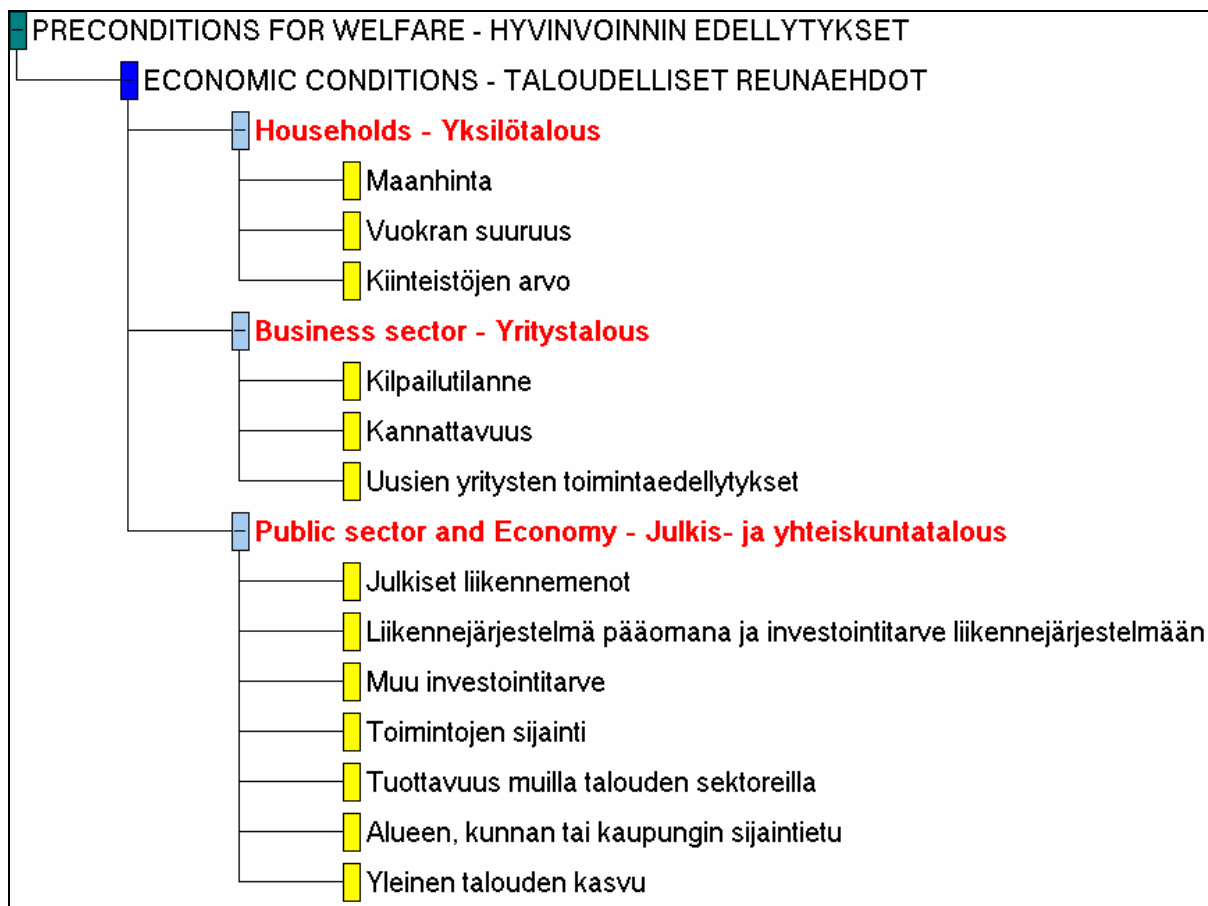 PRECONDITIONS FOR WELFARE - HYVINVOINNIN EDELLYTYKSET
ECONOMIC CONDITIONS - TALOUDELLISET REUNAEHDOT
Households - Yksilötalous
Maanhinta
Vuokran suuruus
Kiinteistöjen arvo
Business sector - Yritystalous
Kilpailutilanne
Kannattavuus
Uusien yritysten toimintaedellytykset
Public sector and Economy - Julkis- ja yhteiskuntatalous
Julkiset liikennemenot
Liikennejärjestelmä pääomana ja investointitarve liikennejärjestelmään
Muu investointitarve
Toimintojen sijainti
Tuottavuus muilla talouden sektoreilla
Alueen, kunnan tai kaupungin sijaintietu
Yleinen talouden kasvu